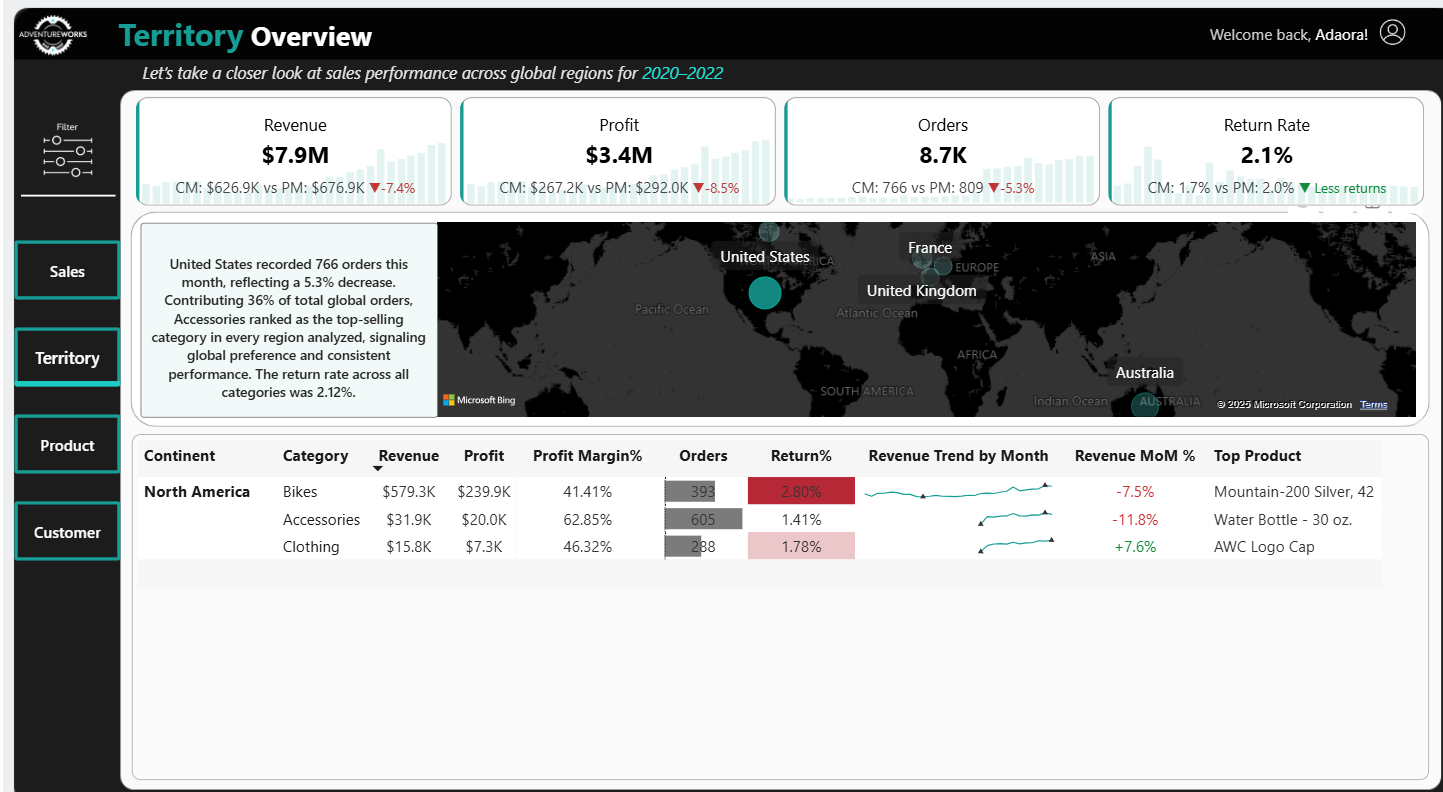 ADVENTUREWORKS
Territory Overview
Welcome back, Adaora!
Let's take a closer look at sales performance across global regions for 2020–2022
Filter
Sales
Territory
Product
Customer
Revenue
$7.9M
CM: $626.9K vs PM: $676.9K ▼-7.4%
Profit
$3.4M
CM: $267.2K vs PM: $292.0K ▼-8.5%
Orders
8.7K
CM: 766 vs PM: 809 ▼-5.3%
Return Rate
2.1%
CM: 1.7% vs PM: 2.0% ▼ Less returns
United States recorded 766 orders this
month, reflecting a 5.3% decrease.
Contributing 36% of total global orders,
Accessories ranked as the top-selling
category in every region analyzed, signaling
global preference and consistent
performance. The return rate across all
categories was 2.12%.
United States
France
EUROPE
ASIA
United Kingdom
Pacific Ocean
Atlantic Ocean
AFRICA
Australia
SOUTH AMERICA
Indian Ocean
AUSTRALIA
Microsoft Bing
© 2025 Microsoft Corporation Terms
Continent Category Revenue Profit Profit Margin% Orders Return% Revenue Trend by Month Revenue MoM % Top Product
North America Bikes $579.3K $239.9K 41.41% 393 2.80% -7.5% Mountain-200 Silver, 42
Accessories $31.9K $20.0K 62.85% 605 1.41% -11.8% Water Bottle - 30 oz.
Clothing $15.8K $7.3K 46.32% 288 1.78% +7.6% AWC Logo Cap